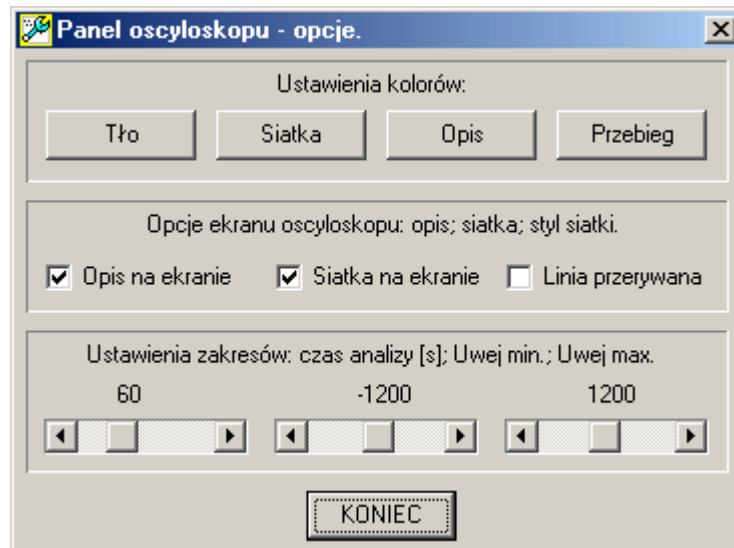 Panel oscyloskopu - opcje.
Ustawienia kolorów:
Tło Siatka Opis Przebieg
Opcje ekranu oscyloskopu: opis; siatka; styl siatki.
Opis na ekranie Siatka na ekranie Linia przerywana
Ustawienia zakresów: czas analizy [s]; Uwej min.; Uwej max.
60 -1200 1200
KONIEC